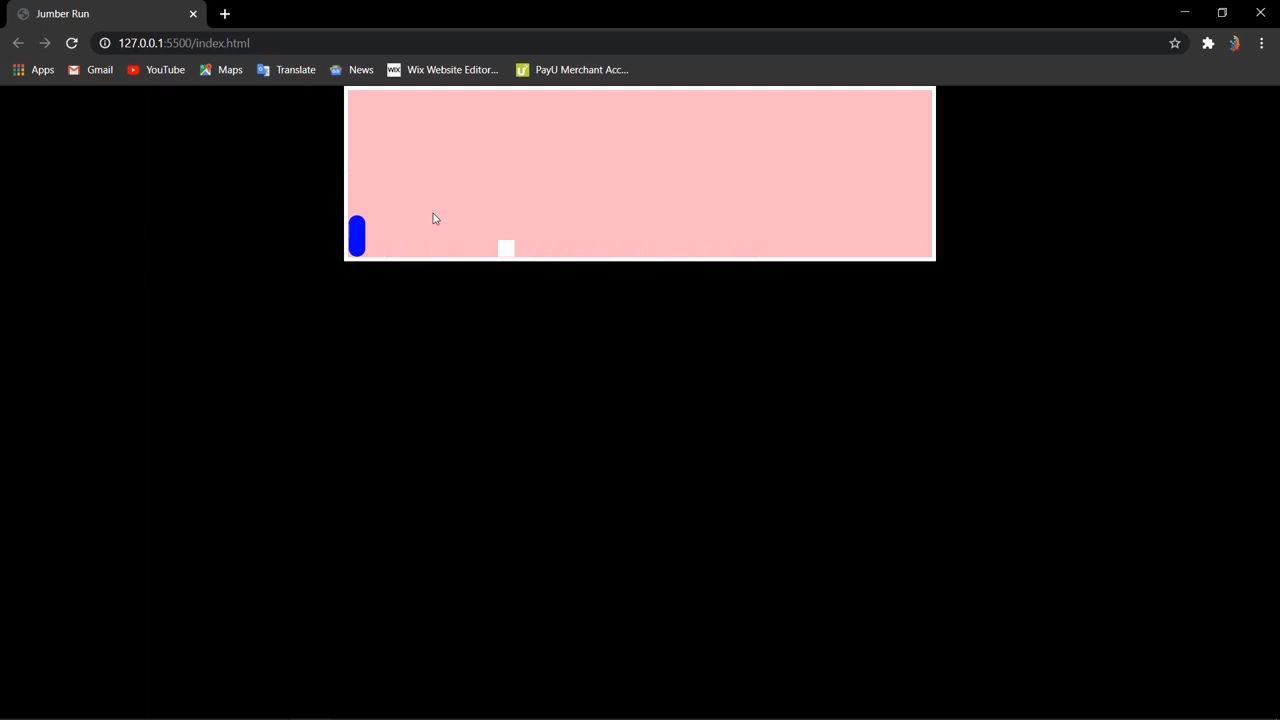 Jumber Run
127.0.0.1:5500/index.html
Apps Gmail YouTube Maps Translate News WIX Wix Website Editor... U PayU Merchant Acc...